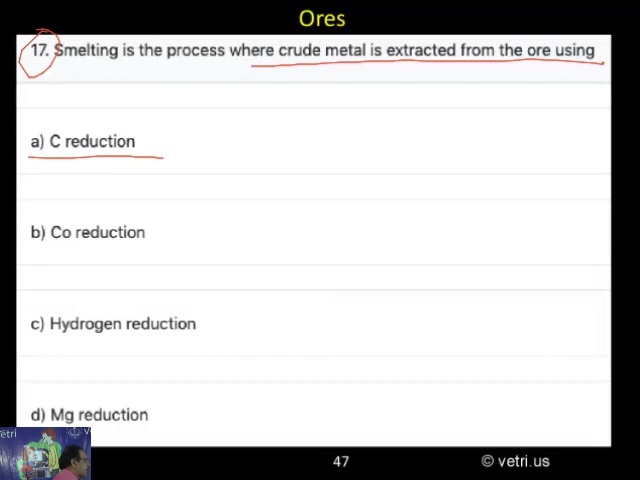 Ores
17. Smelting is the process where crude metal is extracted from the ore using
a) C reduction
b) Co reduction
c) Hydrogen reduction
d) Mg reduction
etri
47
© vetri.us